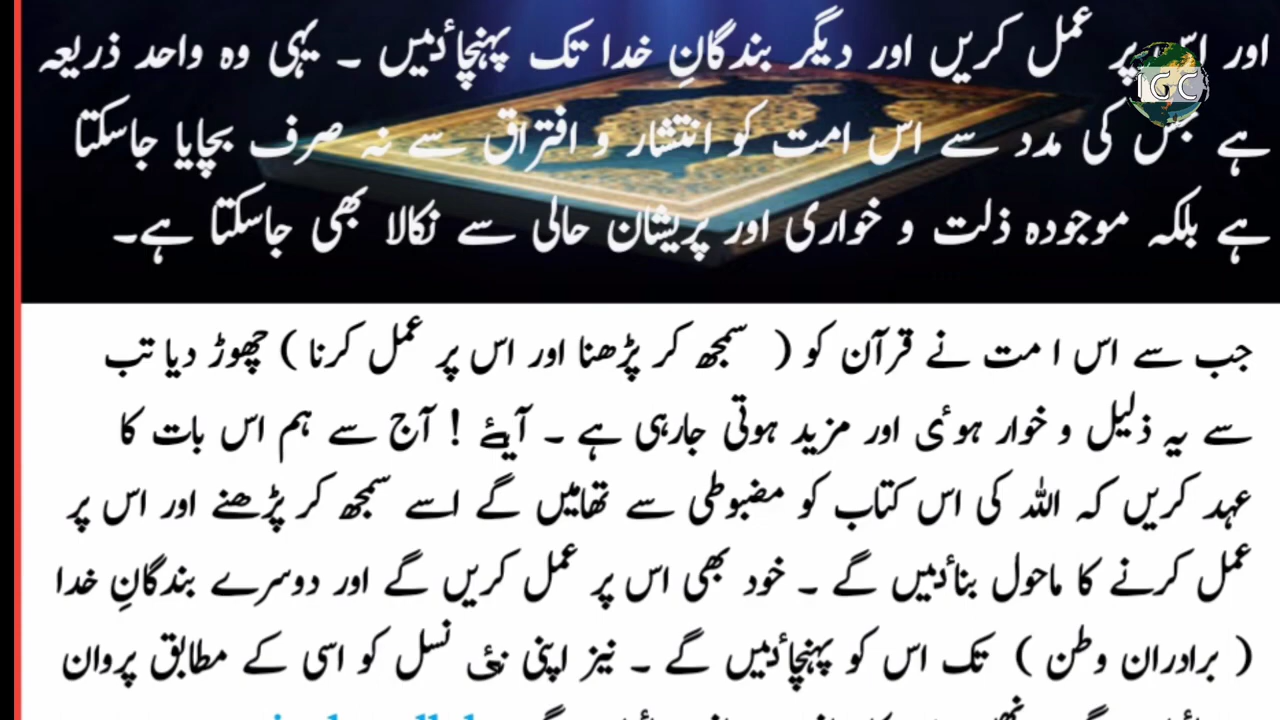 اور اس پر عمل کریں اور دیگر بندگانِ خدا تک پہنچائیں ۔ یہی وہ واحد ذریعہ
IGC
ہے جس کی مدد سے اس امت کو انتشار و افتراق سے نہ صرف بچایا جاسکتا
ہے بلکہ موجودہ ذلت و خواری اور پریشان حالی سے نکالا بھی جاسکتا ہے۔
جب سے اس ا مت نے قرآن کو ( سمجھ کر پڑھنا اور اس پر عمل کرنا ) چھوڑ دیا تب
سے یہ ذلیل و خوار ہوئی اور مزید ہوتی جارہی ہے ۔ آیئے ! آج سے ہم اس بات کا
عہد کریں کہ اللہ کی اس کتاب کو مضبوطی سے تھامیں گے اسے سمجھ کر پڑھنے اور اس پر
عمل کرنے کا ماحول بنائیں گے ۔ خود بھی اس پر عمل کریں گے اور دوسرے بندگانِ خدا
( برادران وطن ) تک اس کو پہنچائیں گے ۔ نیز اپنی نئی نسل کو اسی کے مطابق پروان